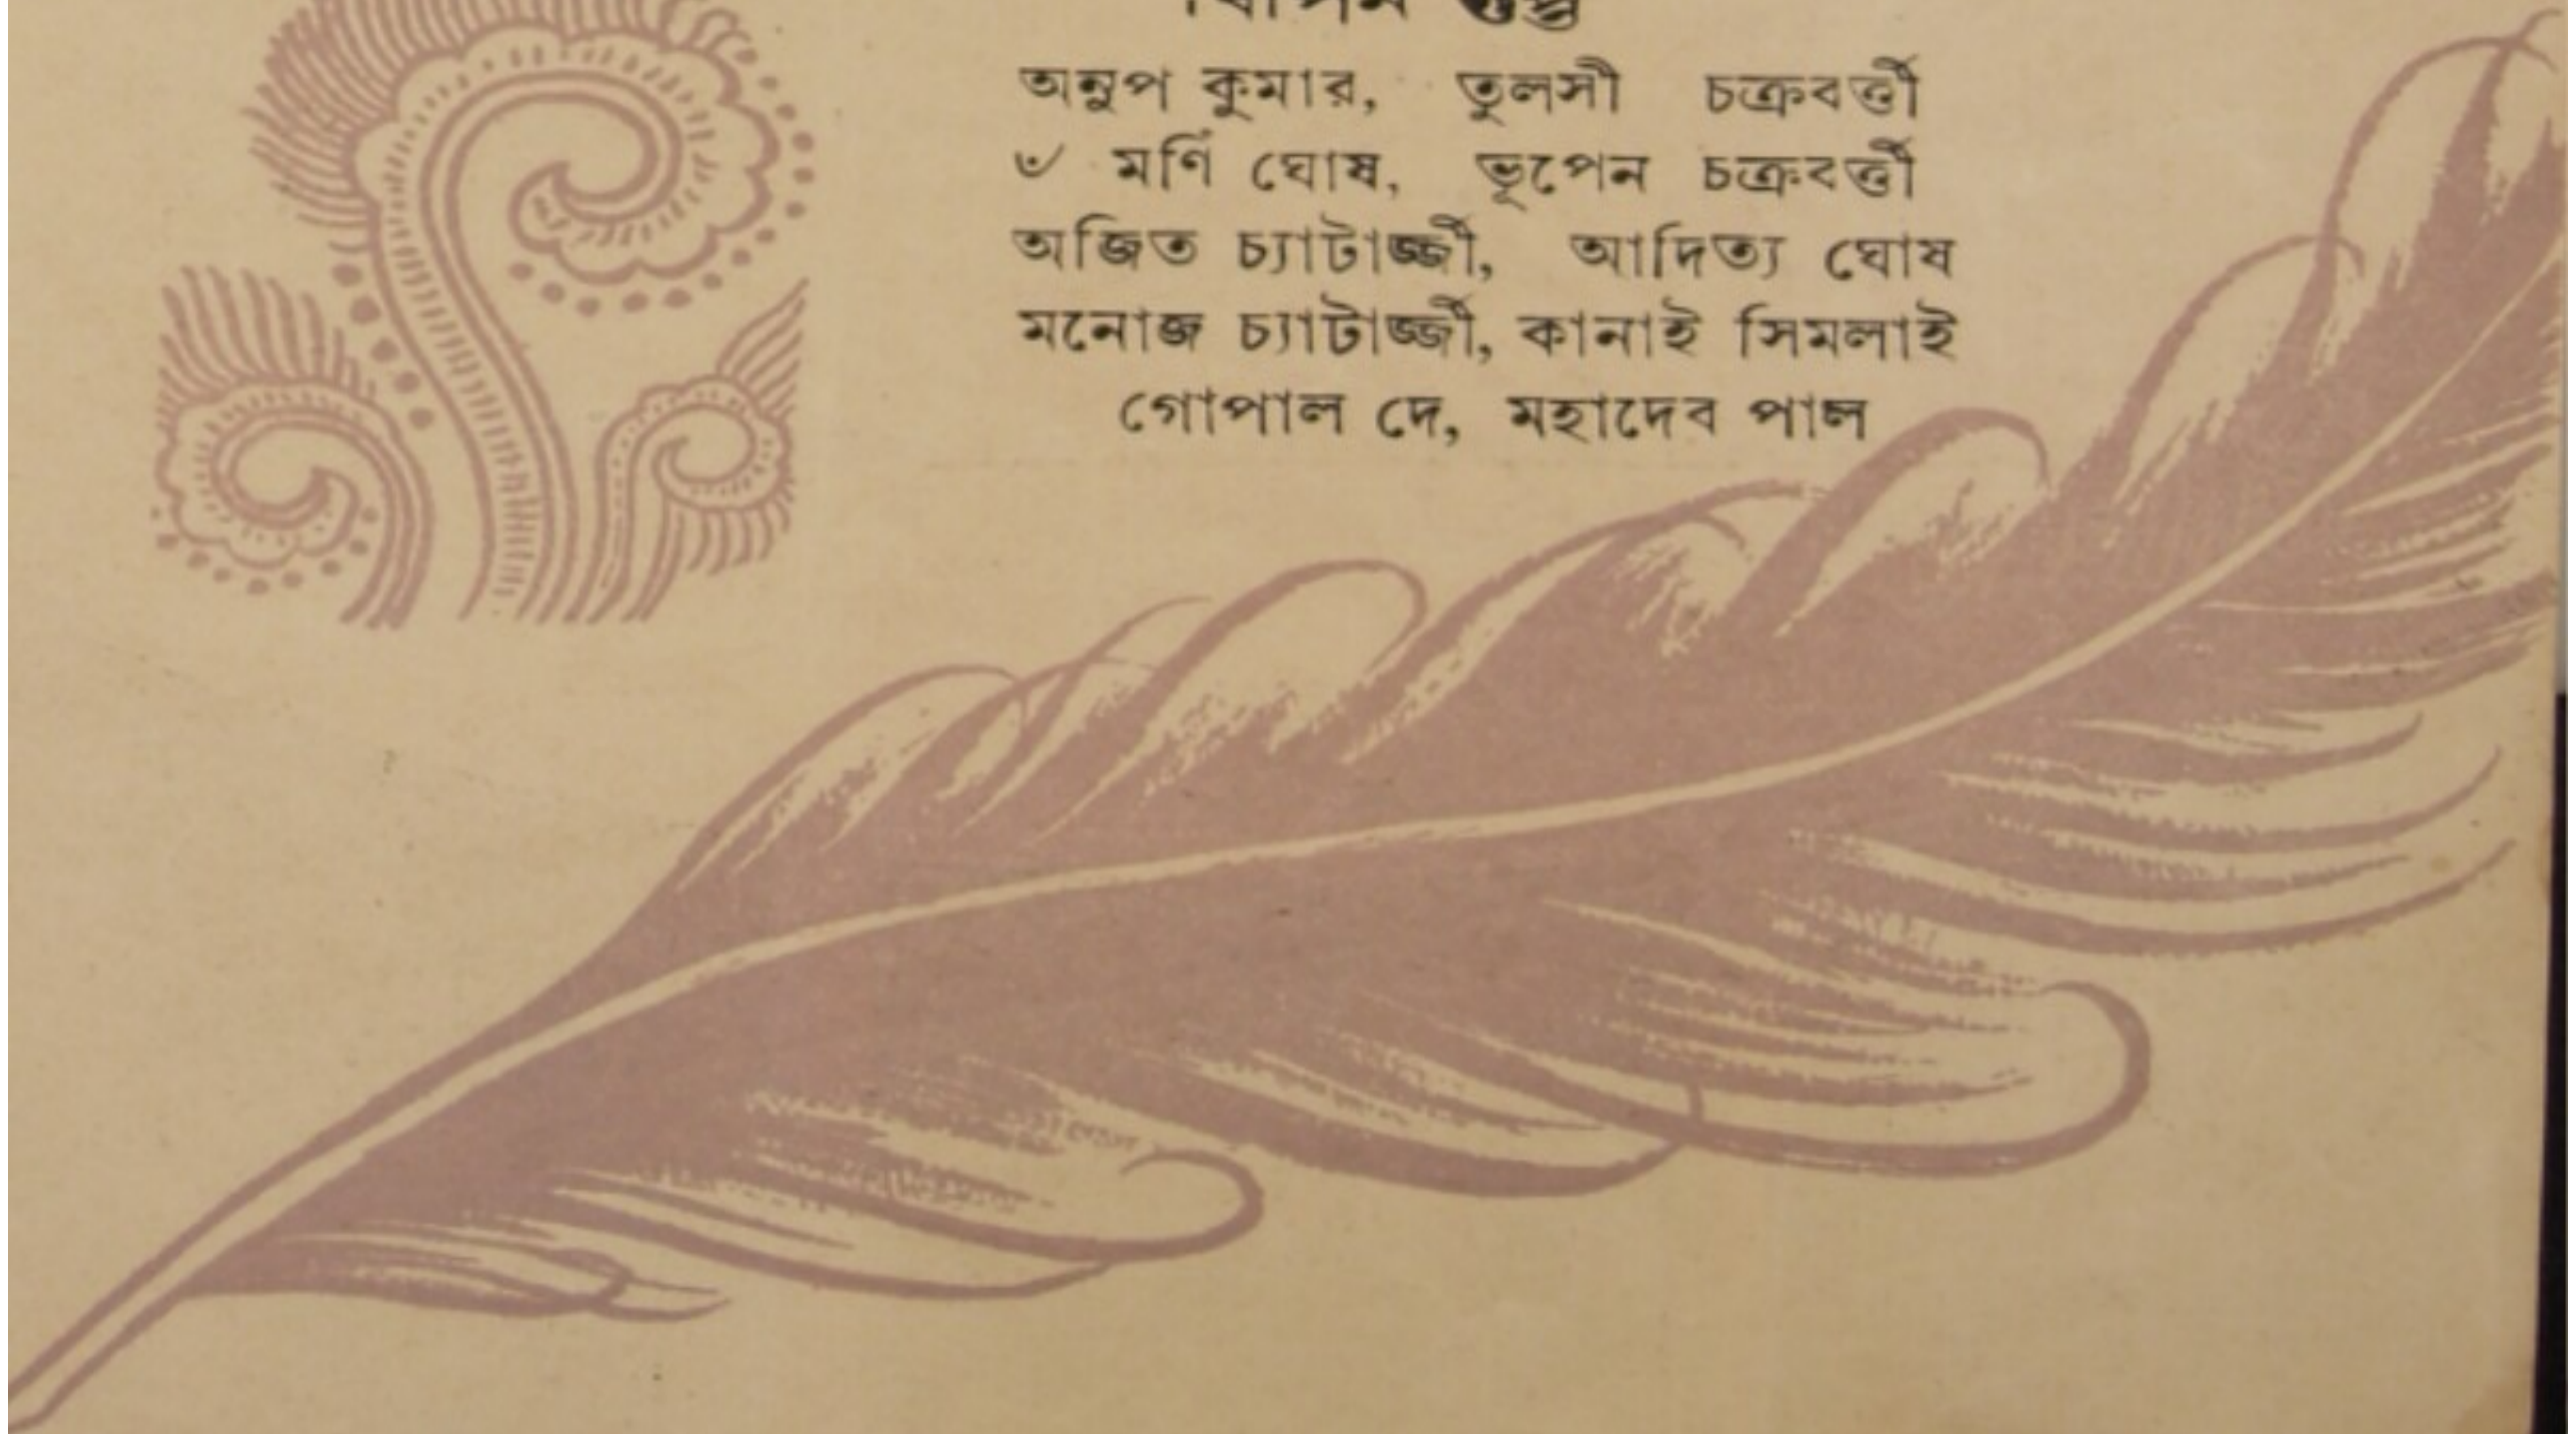 বিপিন গুপ্ত
অনুপ কুমার, তুলসী চক্রবর্ত্তী
৺ মণি ঘোষ, ভূপেন চক্রবর্ত্তী
অজিত চ্যাটার্জ্জী, আদিত্য ঘোষ
মনোজ চ্যাটার্জ্জী, কানাই সিমলাই
গোপাল দে, মহাদেব পাল